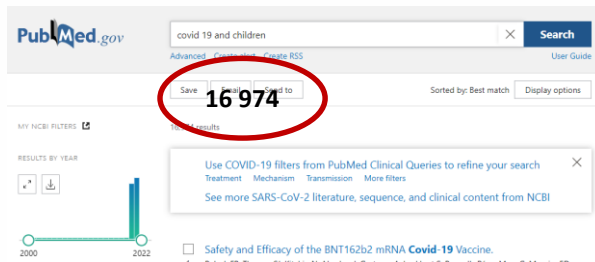 PubMed.gov
covid 19 and children
Search
Advanced Create alert Create RSS
User Guide
Save Email Send to
16 974
Sorted by: Best match Display options
MY NCBI FILTERS
results
RESULTS BY YEAR
Use COVID-19 filters from PubMed Clinical Queries to refine your search
Treatment Mechanism Transmission More filters
See more SARS-CoV-2 literature, sequence, and clinical content from NCBI
2000 2022
Safety and Efficacy of the BNT162b2 mRNA Covid-19 Vaccine.